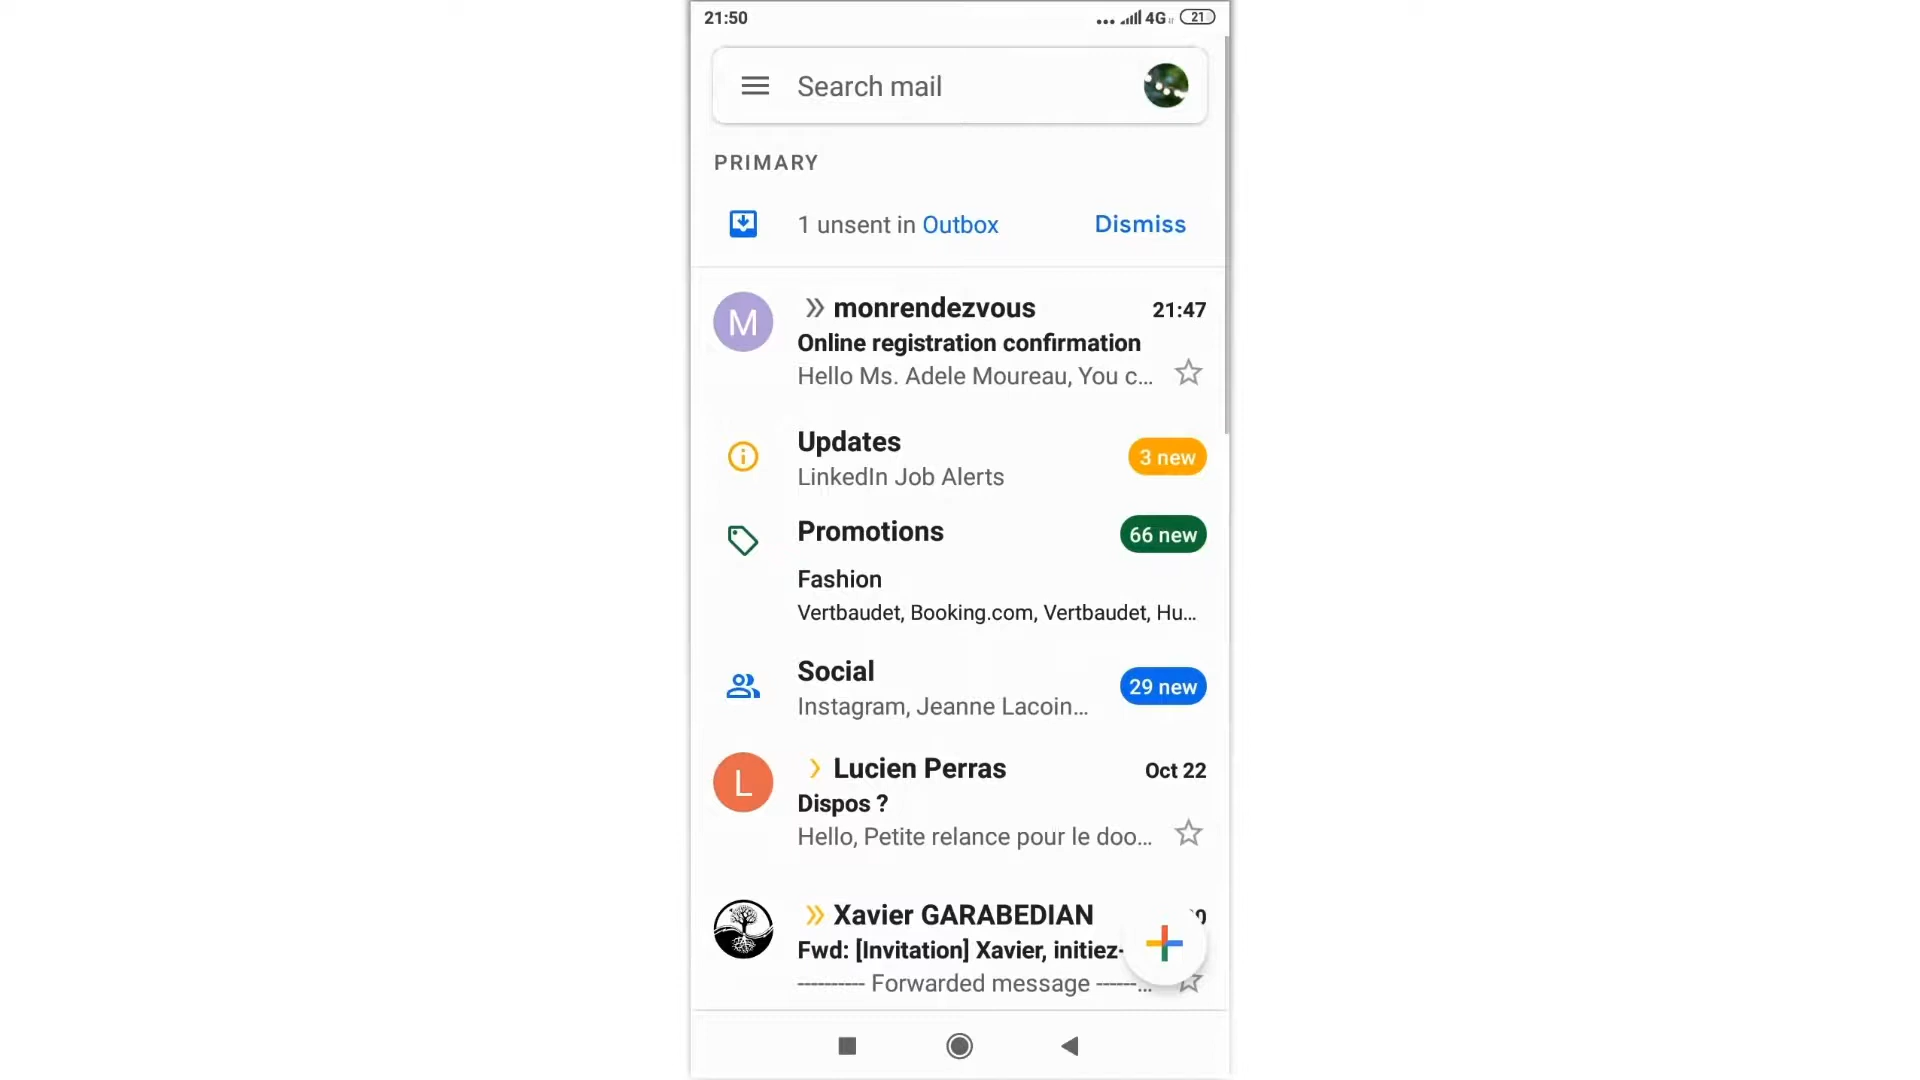 21:50
4G
21
Search mail
PRIMARY
1 unsent in Outbox
Dismiss
M
monrendezvous
21:47
Online registration confirmation
Hello Ms. Adele Moureau, You c...
Updates
3 new
LinkedIn Job Alerts
Promotions
66 new
Fashion
Vertbaudet, Booking.com, Vertbaudet, Hu...
Social
29 new
Instagram, Jeanne Lacoin...
L
Lucien Perras
Oct 22
Dispos ?
Hello, Petite relance pour le doo...
Xavier GARABEDIAN
Fwd: [Invitation] Xavier, initiez-
---------- Forwarded message ------...